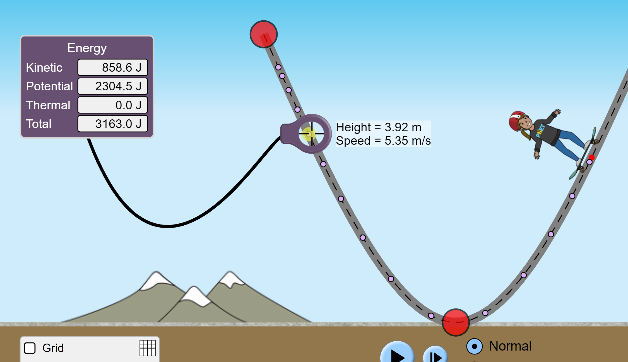 Energy
Kinetic 858.6 J
Potential 2304.5 J
Thermal 0.0 J
Total 3163.0 J
Height = 3.92 m
Speed = 5.35 m/s
Grid
Normal